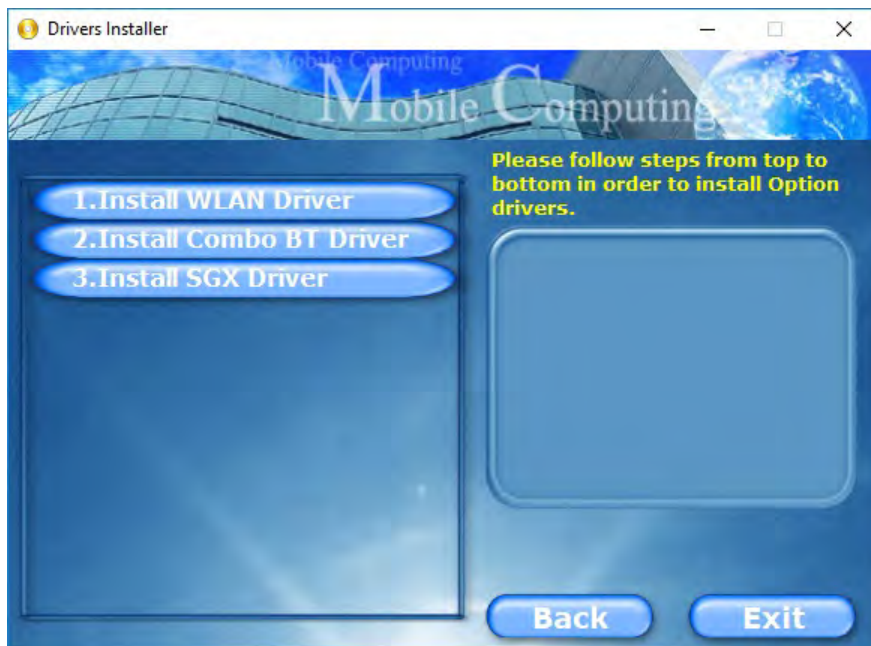 Drivers Installer
Mobile Computing
Mobile Computing
Please follow steps from top to
bottom in order to install Option
drivers.
1.Install WLAN Driver
2.Install Combo BT Driver
3.Install SGX Driver
Back
Exit